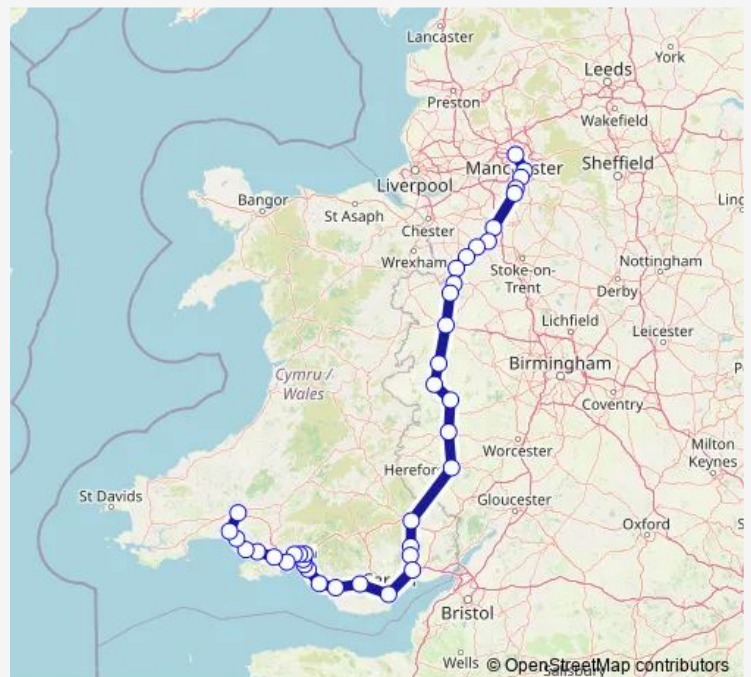 Lancaster
York
Leeds
Preston
Wakefield
Sheffield
Liverpool
Bangor
St Asaph
Chester
Wrexham
Stoke-on-
Trent
Nottingham
Derby
Lichfield
Leicester
Cymru /
Wales
Birmingham
Coventry
Worcester
Milton
Keynes
St Davids
Gloucester
Oxford
Bristol
Wells
© OpenStreetMap contributors